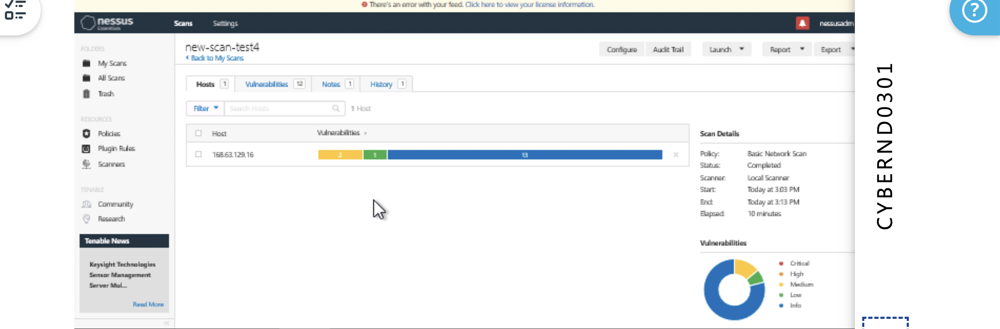 There's an error with your feed. Click here to view your license information.
nessus
Essentials
Scans
Settings
nessusadm
new-scan-test4
Back to My Scans
Configure
Audit Trail
Launch
Report
Export
FOLDERS
My Scans
All Scans
Trash
RESOURCES
Policies
Plugin Rules
Scanners
TENABLE
Community
Research
Tenable News
Keysight Technologies
Sensor Management
Server Mul...
Read More
Hosts 1
Vulnerabilities 12
Notes 1
History 1
Filter
Search Hosts
1 Host
Host Vulnerabilities
168.63.129.16 2 1 13
Scan Details
Policy: Basic Network Scan
Status: Completed
Scanner: Local Scanner
Start: Today at 3:03 PM
End: Today at 3:13 PM
Elapsed: 10 minutes
Vulnerabilities
Critical
High
Medium
Low
Info
CYBERND0301
?